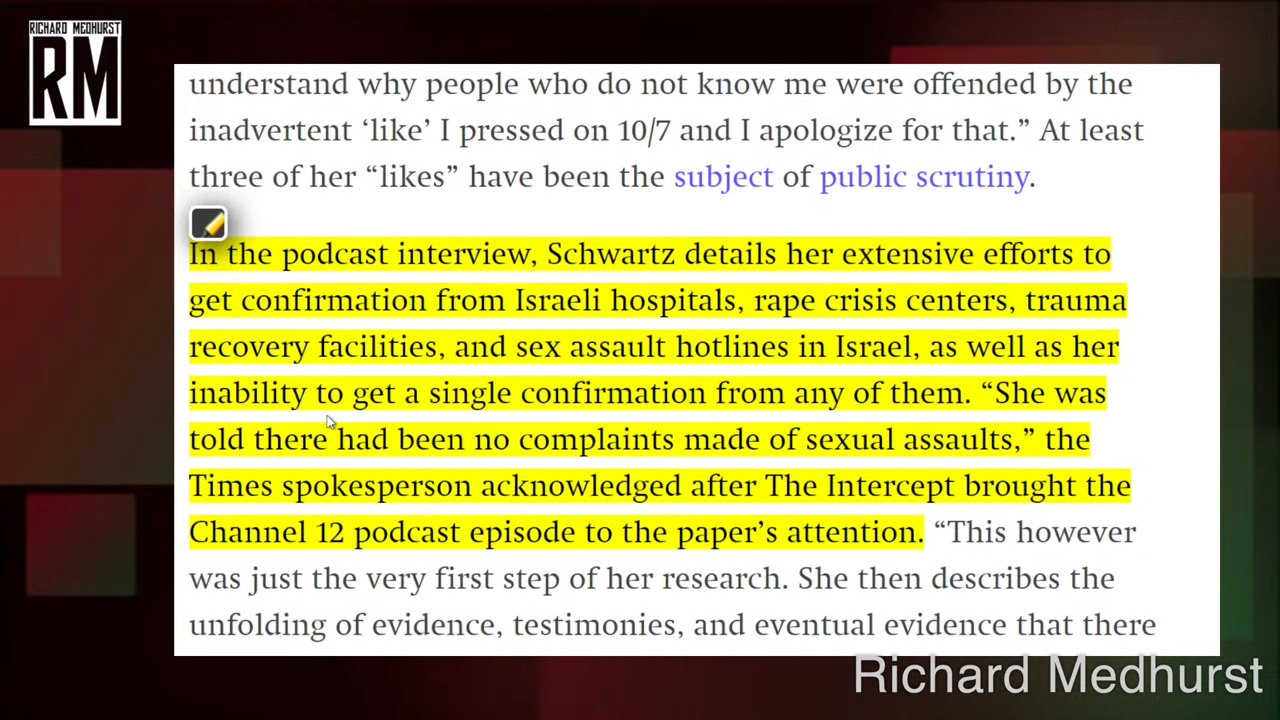 RICHARD MEDHURST
RM
understand why people who do not know me were offended by the
inadvertent ‘like’ I pressed on 10/7 and I apologize for that.” At least
three of her “likes” have been the subject of public scrutiny.
In the podcast interview, Schwartz details her extensive efforts to
get confirmation from Israeli hospitals, rape crisis centers, trauma
recovery facilities, and sex assault hotlines in Israel, as well as her
inability to get a single confirmation from any of them. “She was
told there had been no complaints made of sexual assaults,” the
Times spokesperson acknowledged after The Intercept brought the
Channel 12 podcast episode to the paper’s attention. “This however
was just the very first step of her research. She then describes the
unfolding of evidence, testimonies, and eventual evidence that there
Richard Medhurst